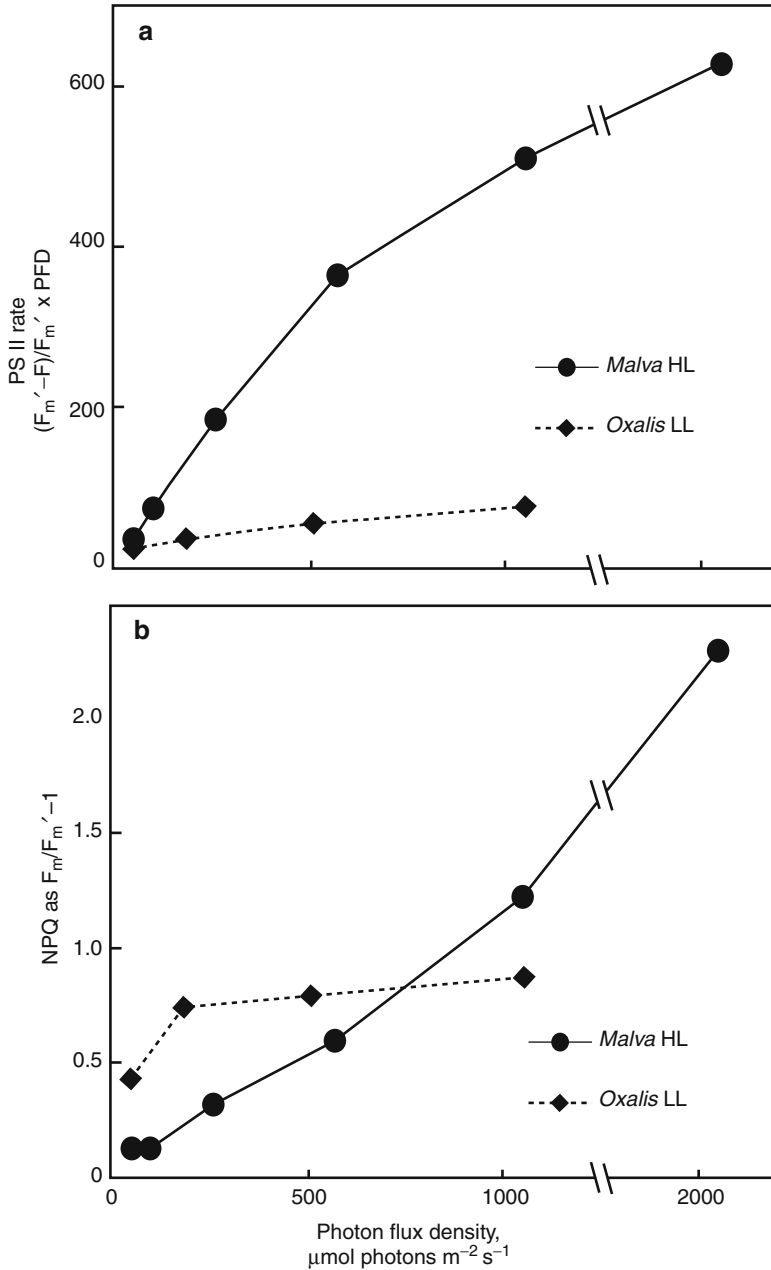 a
600
400
200
0
PS II rate
(Fm′–F)/Fm′ x PFD
Malva HL
Oxalis LL
b
2.0
1.5
1.0
0.5
0
NPQ as Fm/Fm′–1
Malva HL
Oxalis LL
0 500 1000 2000
Photon flux density,
μmol photons m⁻² s⁻¹